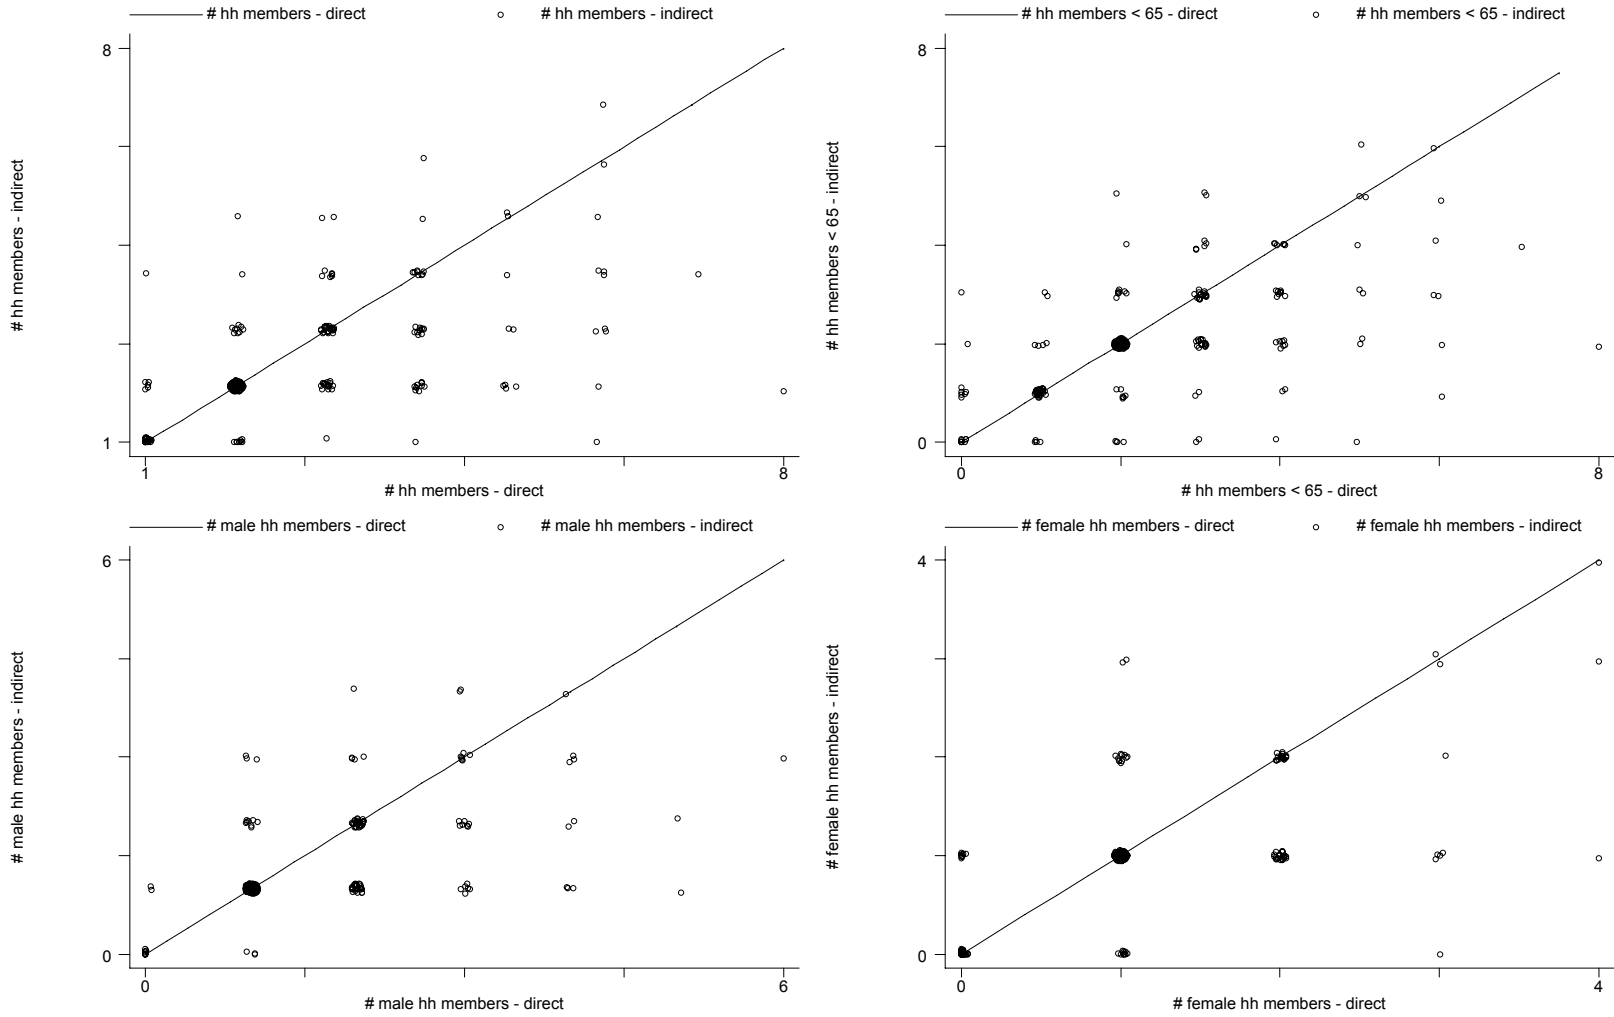 # hh members - direct
# hh members - indirect
# hh members - indirect
8
1
1
8
# hh members - direct
# hh members < 65 - direct
# hh members < 65 - indirect
# hh members < 65 - indirect
8
0
0
8
# hh members < 65 - direct
# male hh members - direct
# male hh members - indirect
# male hh members - indirect
6
0
0
6
# male hh members - direct
# female hh members - direct
# female hh members - indirect
# female hh members - indirect
4
0
0
4
# female hh members - direct